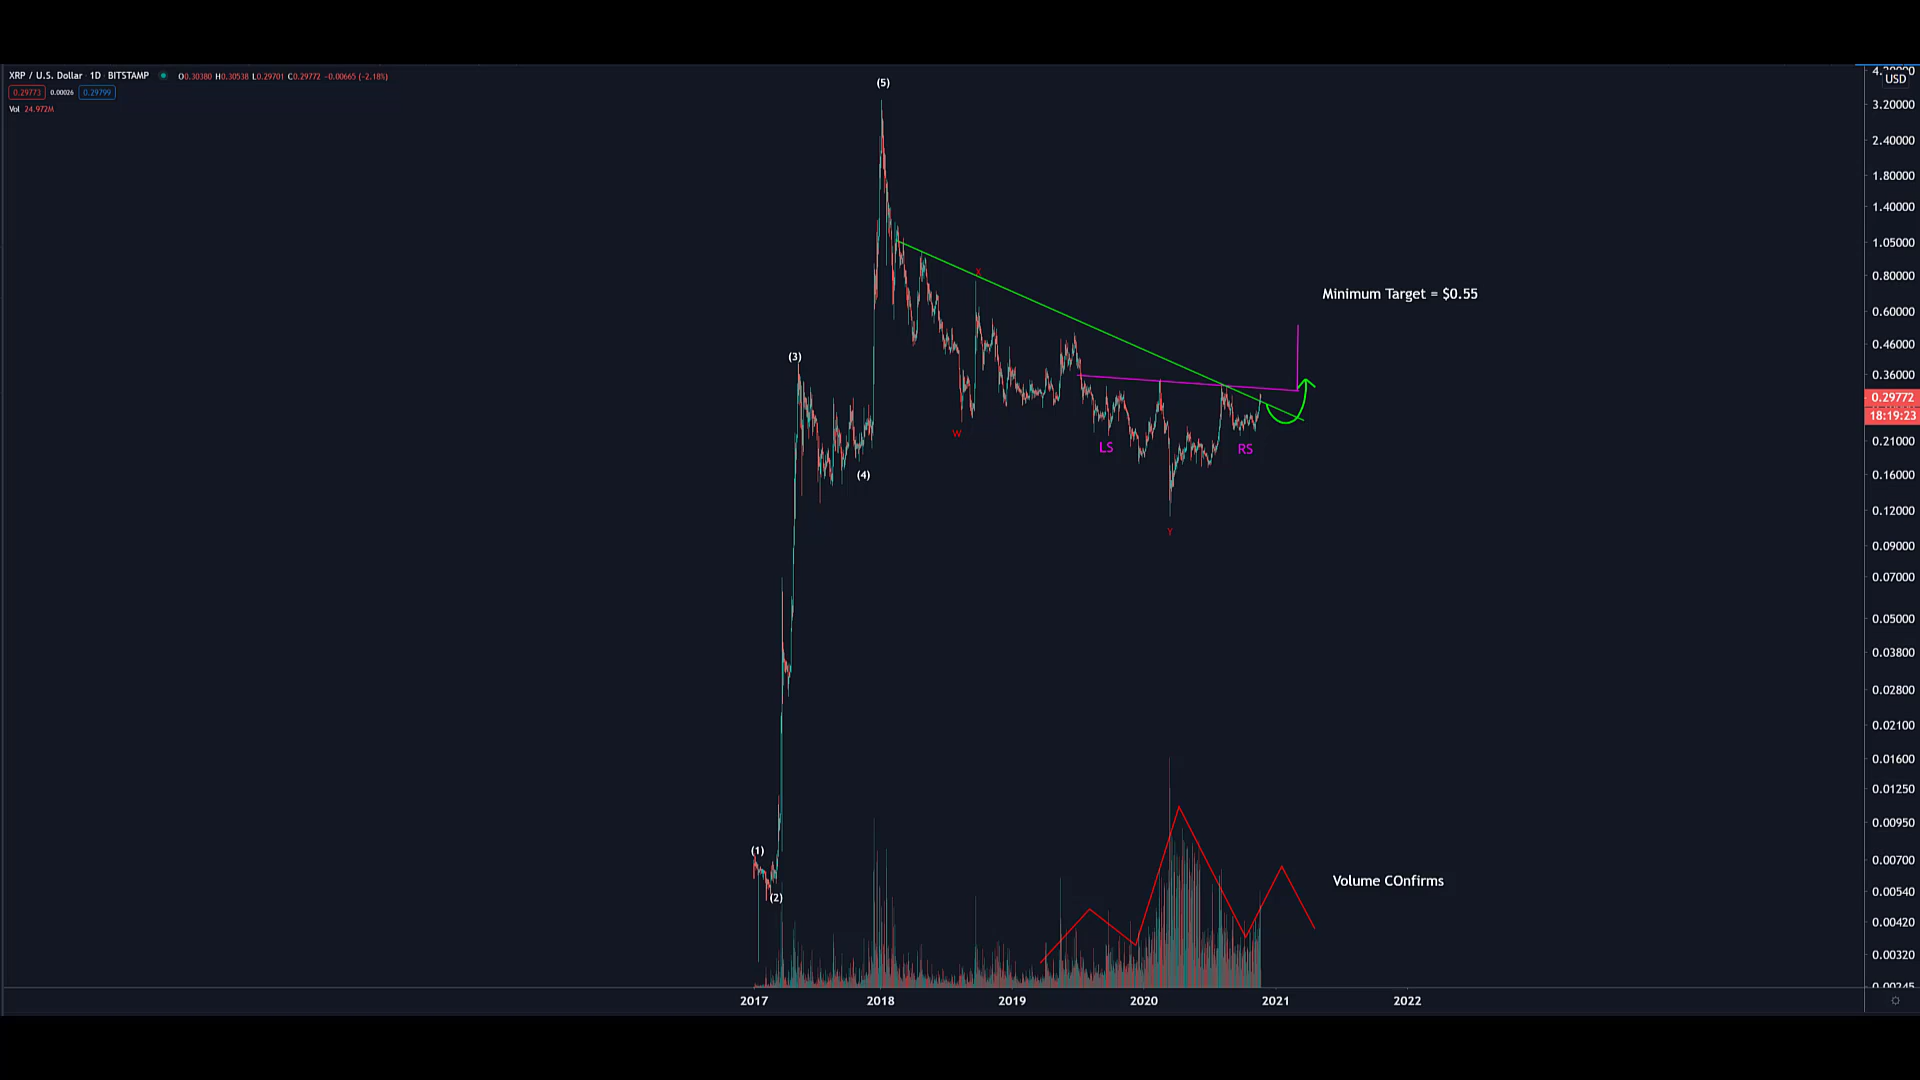 XRP / U.S. Dollar 1D BITSTAMP O0.30380 H0.30538 L0.29701 C0.29772 -0.00665 (-2.18%)
0.29773 0.00026 0.29799
Vol 24.972M
USD
3.20000
2.40000
1.80000
1.40000
1.05000
0.80000
0.60000
0.46000
0.36000
0.29772
18:19:23
0.21000
0.16000
0.12000
0.09000
0.07000
0.05000
0.03800
0.02800
0.02100
0.01600
0.01250
0.00950
0.00700
0.00540
0.00420
0.00320
(5)
X
Minimum Target = $0.55
(3)
W
LS
RS
(4)
Y
(1)
(2)
Volume COnfirms
2017 2018 2019 2020 2021 2022